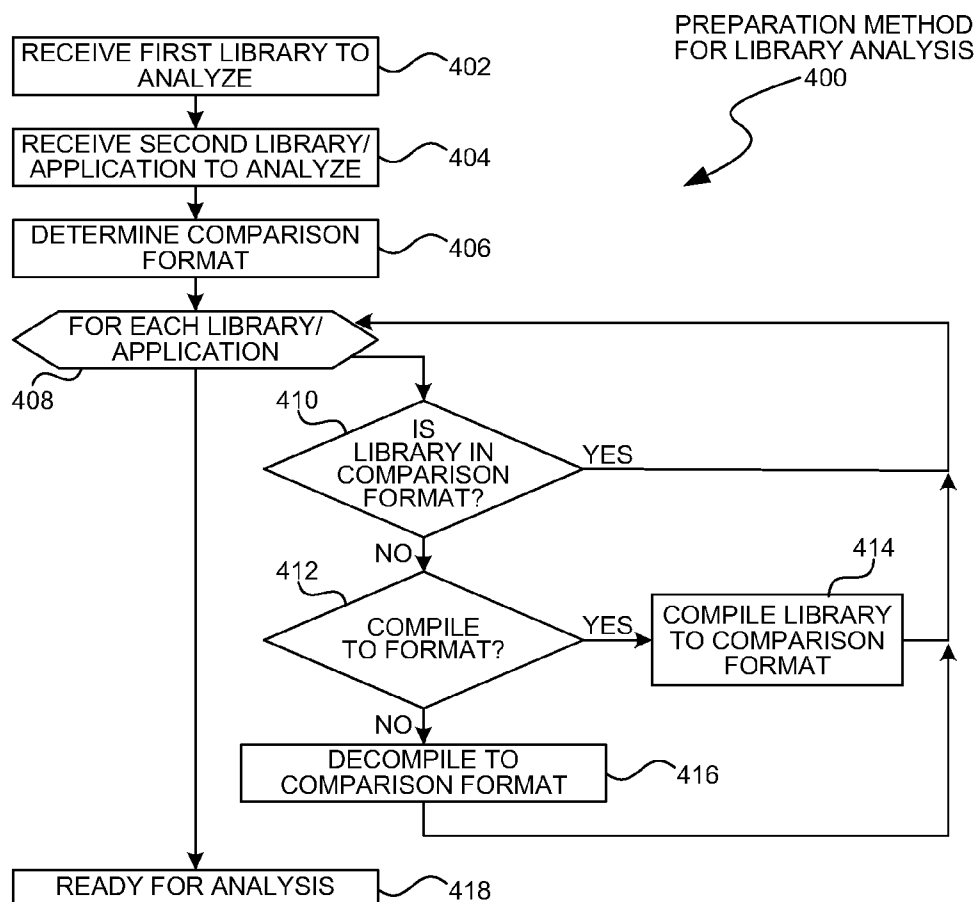 PREPARATION METHOD
FOR LIBRARY ANALYSIS
400
RECEIVE FIRST LIBRARY TO
ANALYZE
402
RECEIVE SECOND LIBRARY/
APPLICATION TO ANALYZE
404
DETERMINE COMPARISON
FORMAT
406
FOR EACH LIBRARY/
APPLICATION
408
410
IS
LIBRARY IN
COMPARISON
FORMAT?
YES
NO
412
COMPILE
TO FORMAT?
YES
414
COMPILE LIBRARY
TO COMPARISON
FORMAT
NO
DECOMPILE TO
COMPARISON FORMAT
416
READY FOR ANALYSIS
418